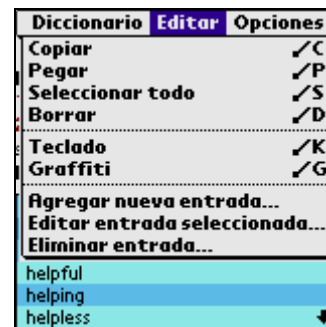 Diccionario Editar Opciones
Copiar /C
Pegar /P
Seleccionar todo /S
Borrar /D
Teclado /K
Graffiti /G
Agregar nueva entrada...
Editar entrada seleccionada...
Eliminar entrada...
helpful
helping
helpless